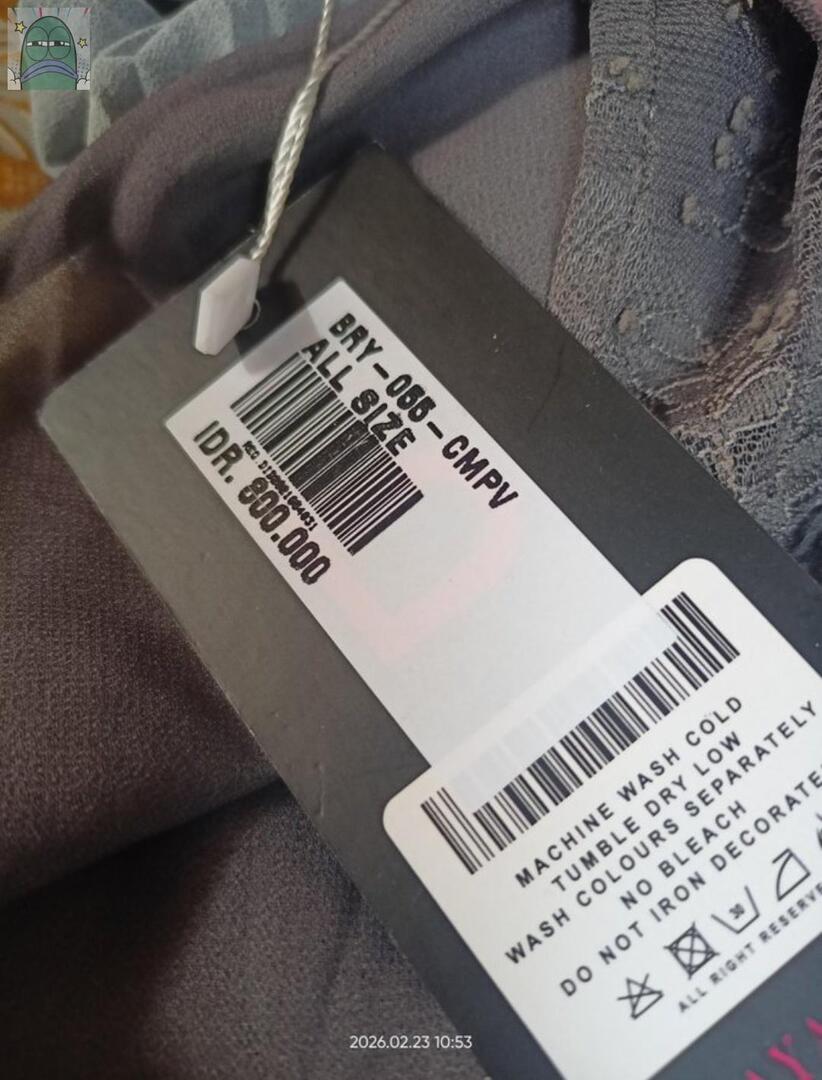 BRY-055-CMPV
ALL SIZE
IDR. 800.000
MACHINE WASH COLD
TUMBLE DRY LOW
WASH COLOURS SEPARATELY
NO BLEACH
DO NOT IRON DECORATE
30
ALL RIGHT RESERVE
2026.02.23 10:53